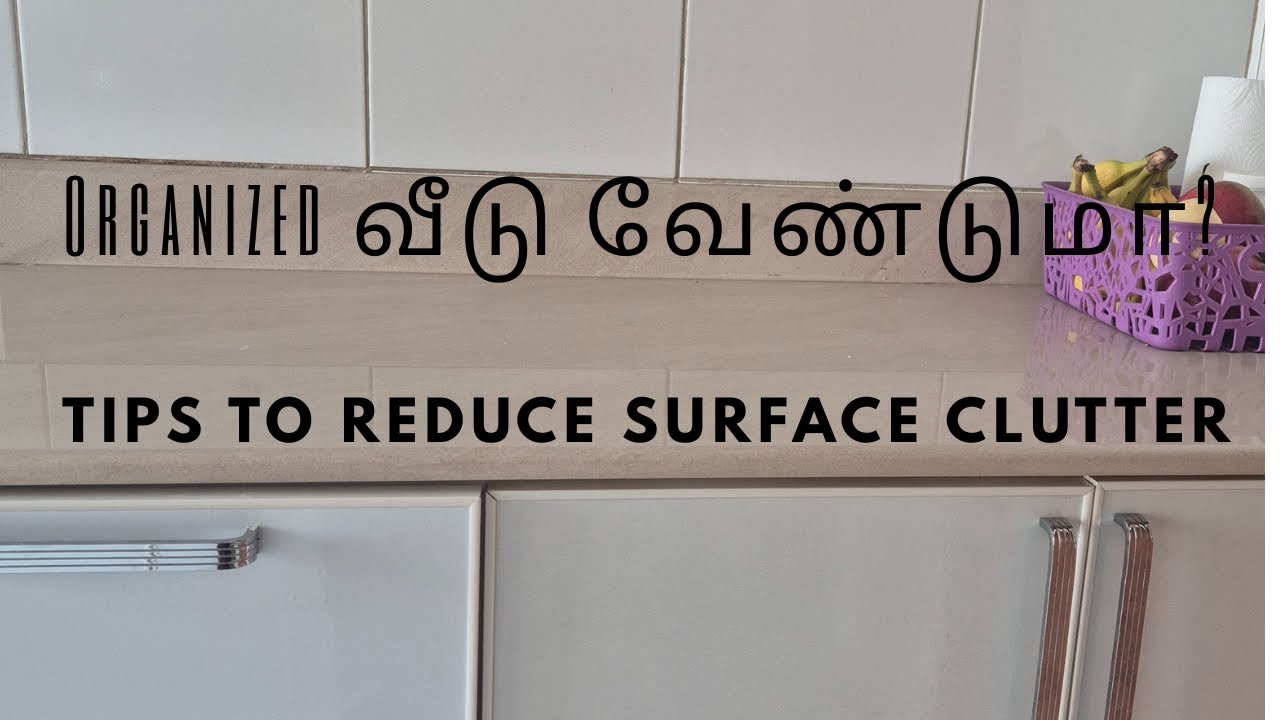 ORGANIZED வீடு வேண்டுமா?
TIPS TO REDUCE SURFACE CLUTTER